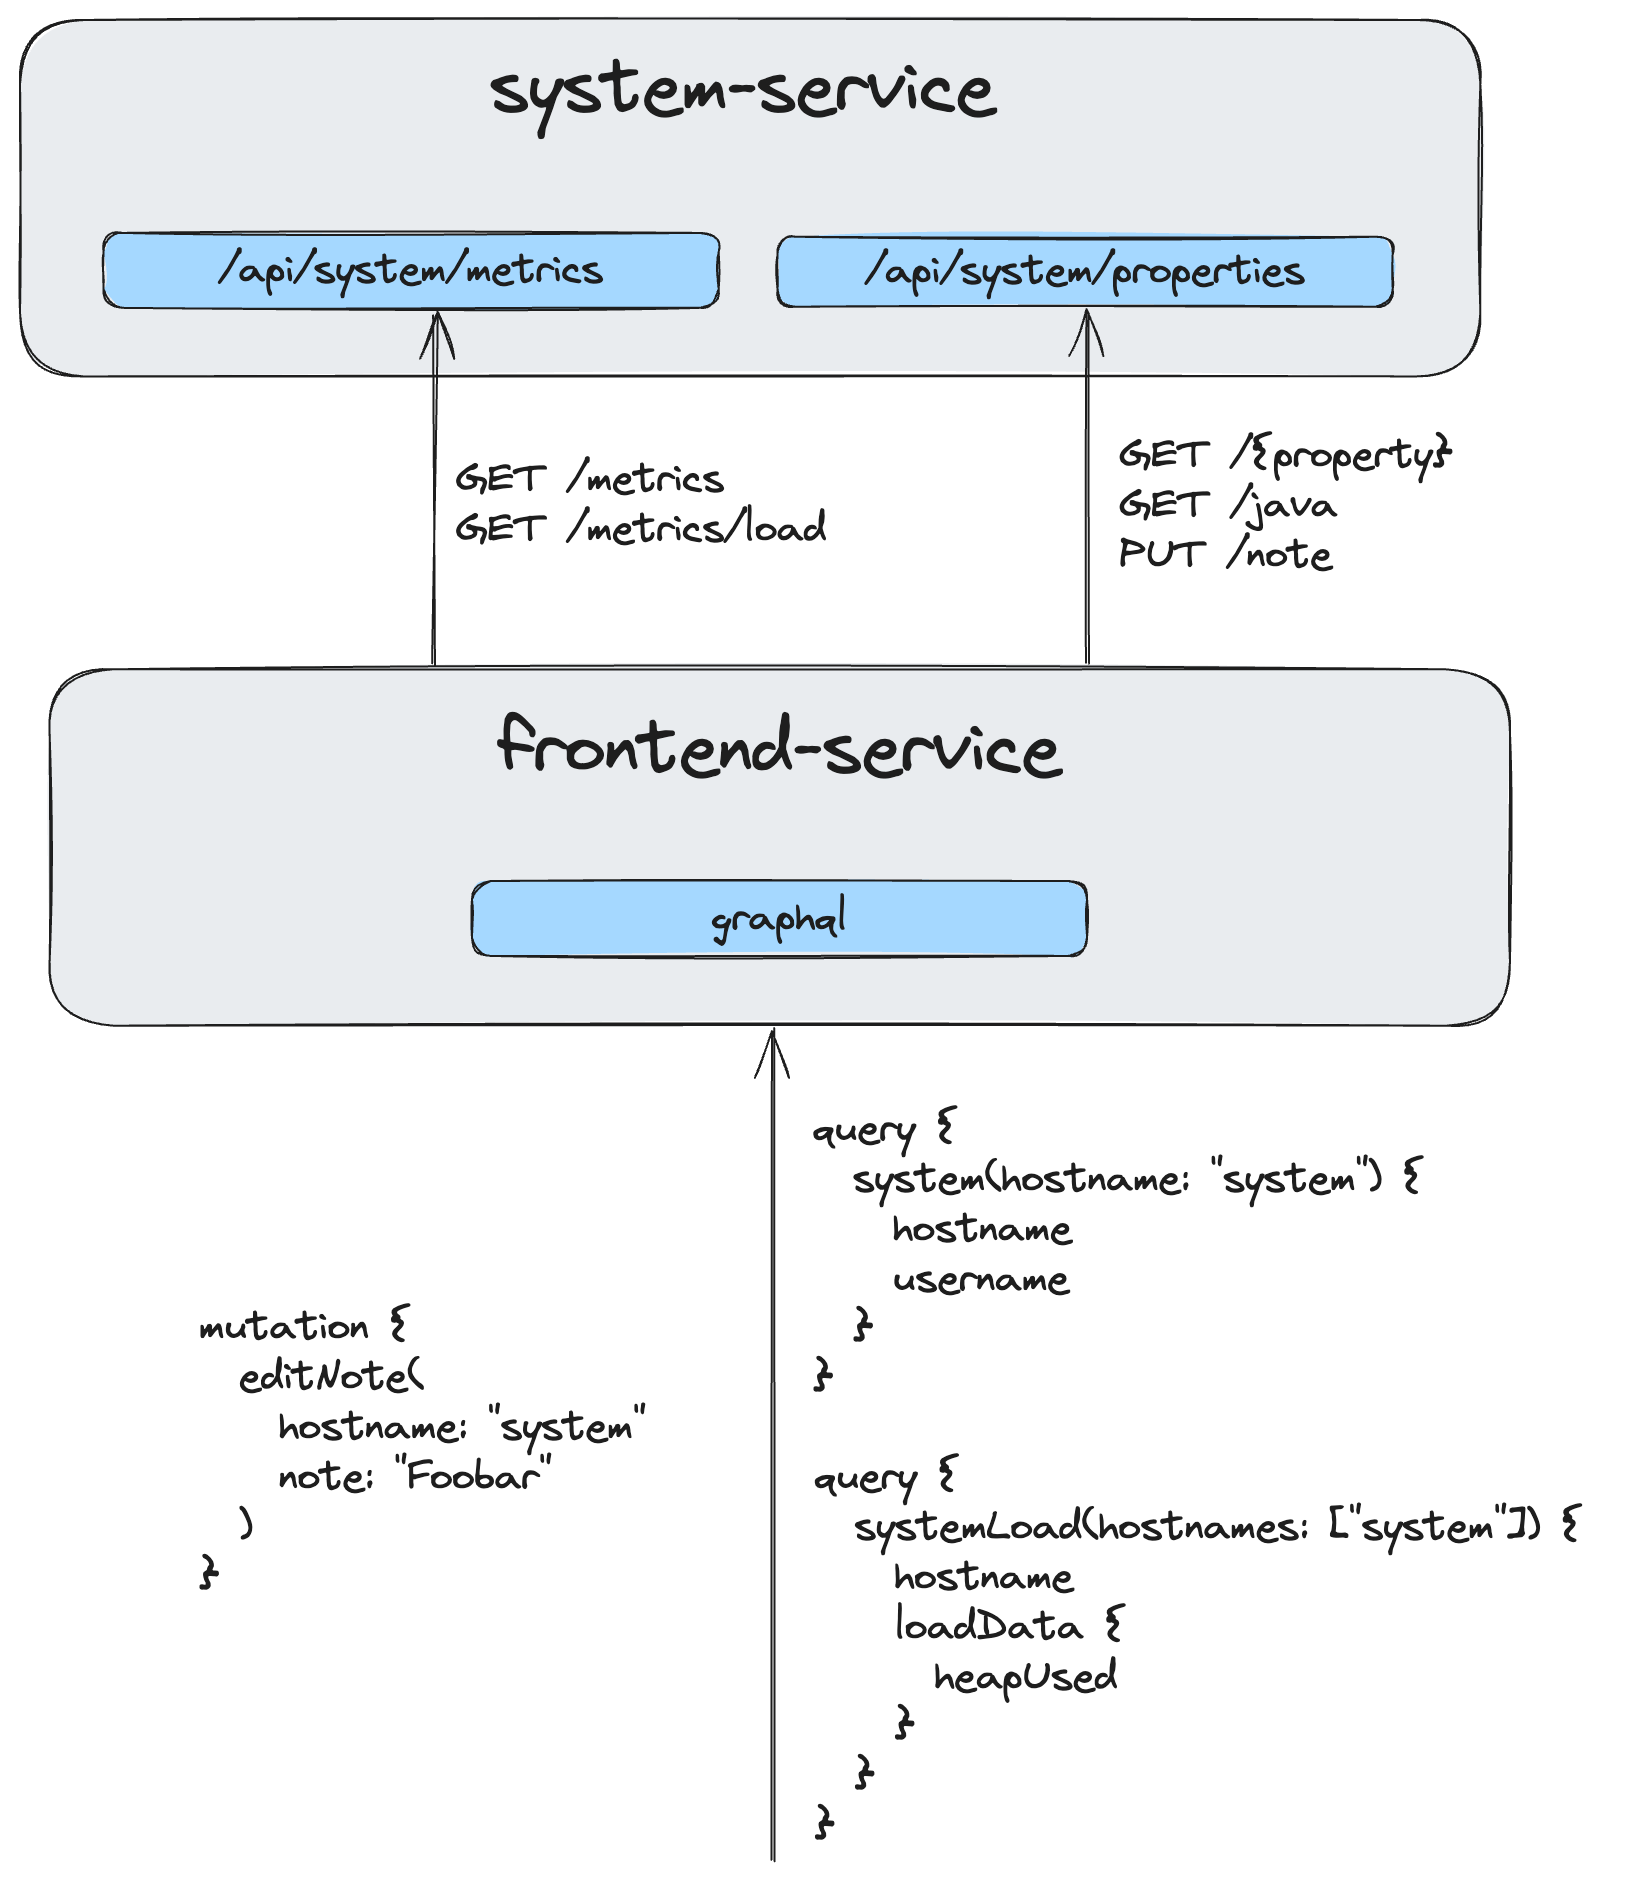 system-service
/api/system/metrics
/api/system/properties
GET /metrics
GET /metrics/load
GET /{property}
GET /java
PUT /note
frontend-service
graphql
mutation {
editNote(
hostname: "system"
note: "Foobar"
)
}
query {
system(hostname: "system") {
hostname
username
}
}
query {
systemLoad(hostnames: ["system"]) {
hostname
loadData {
heapUsed
}
}
}